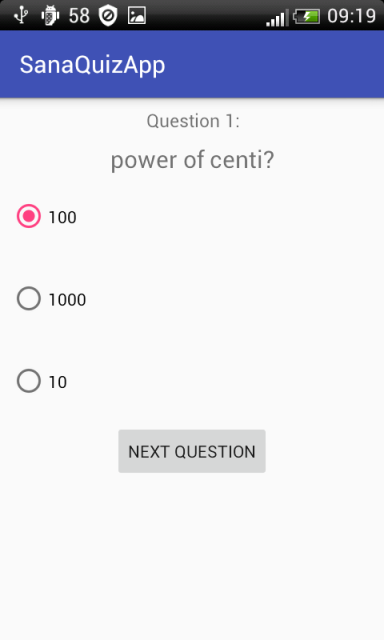 58 09:19
SanaQuizApp
Question 1:
power of centi?
100
1000
10
NEXT QUESTION